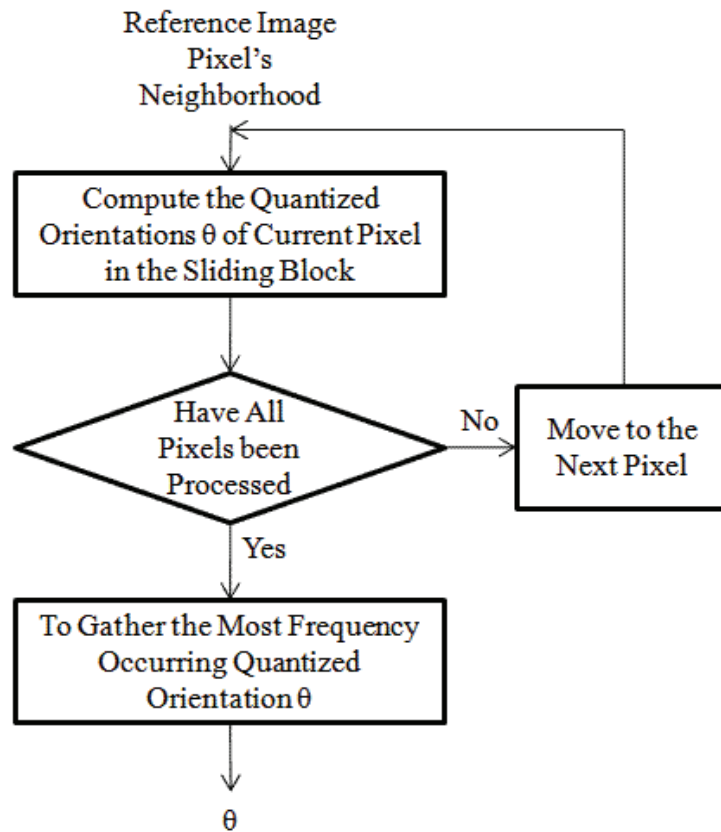 Reference Image
Pixel's
Neighborhood
Compute the Quantized
Orientations θ of Current Pixel
in the Sliding Block
Have All
Pixels been
Processed
No
Move to the
Next Pixel
Yes
To Gather the Most Frequency
Occurring Quantized
Orientation θ
θ